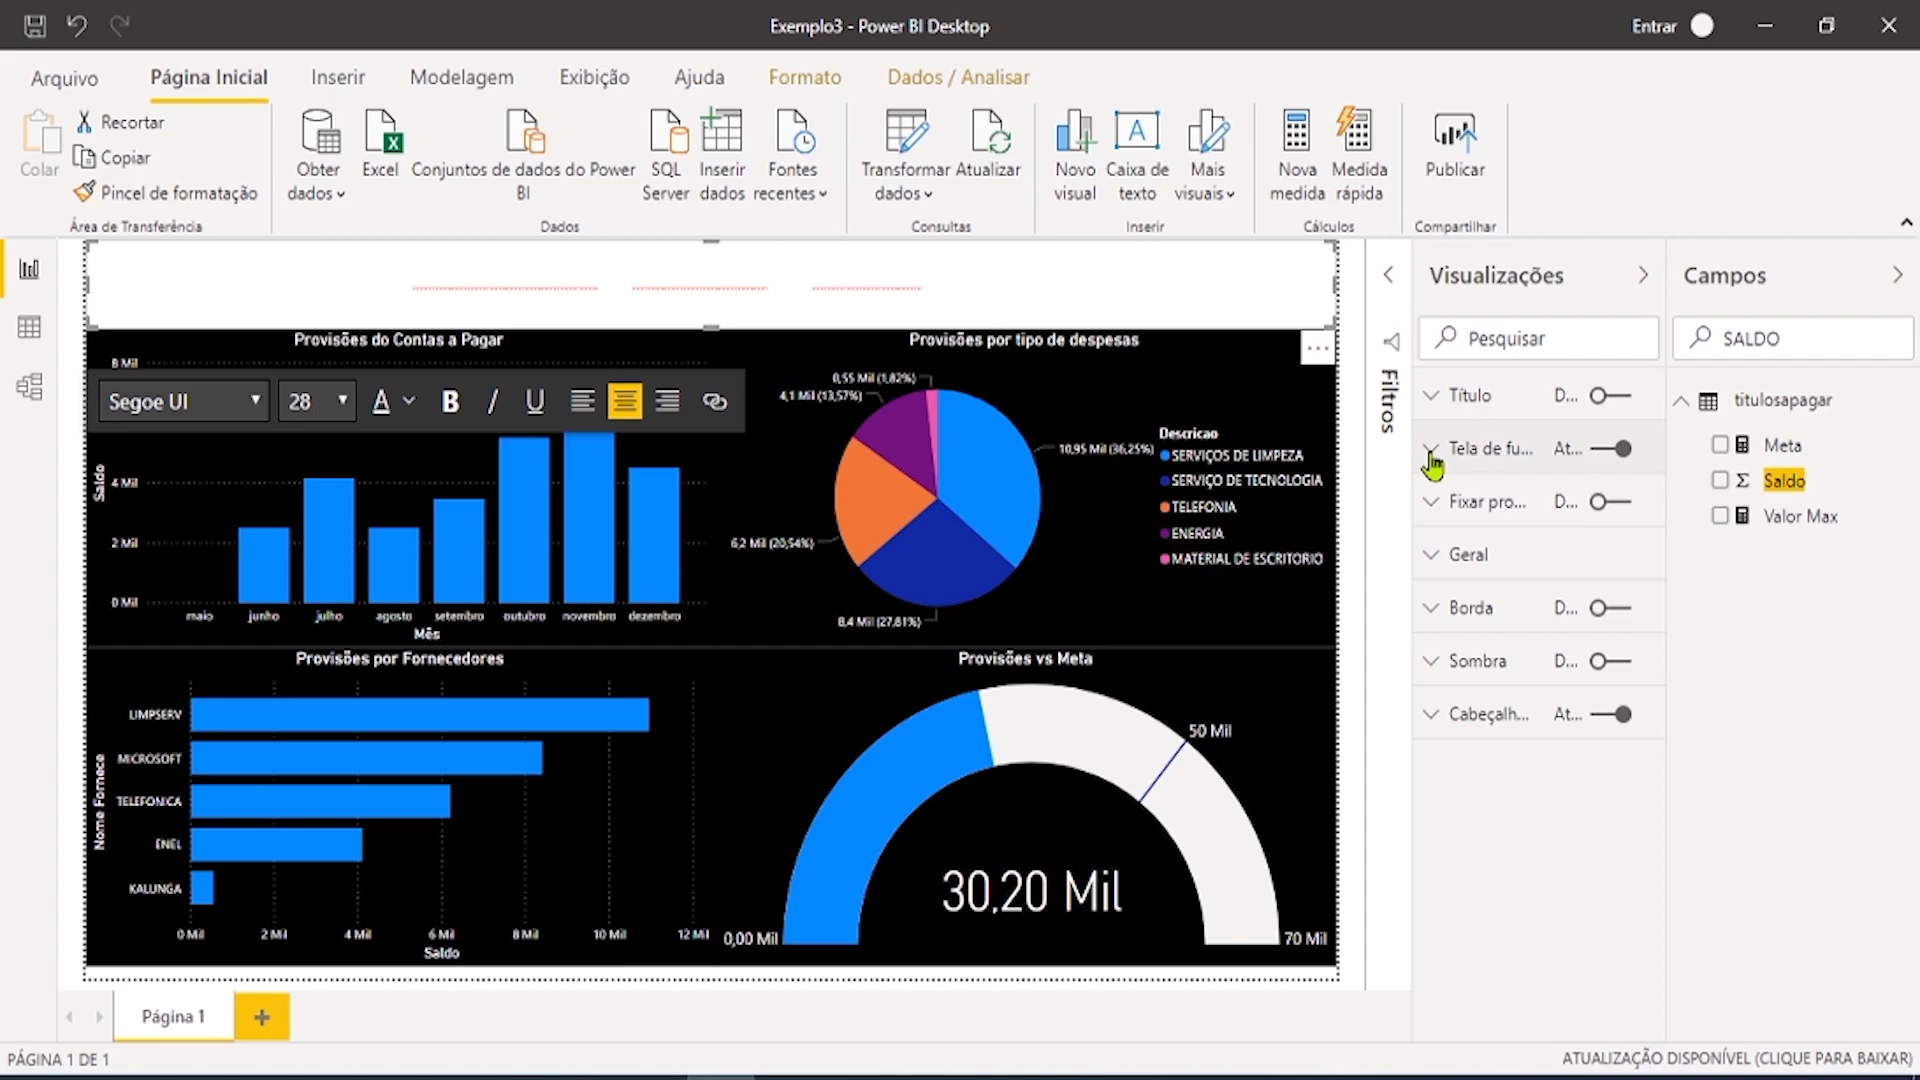 Exemplo3 - Power BI Desktop
Entrar
Arquivo
Página Inicial
Inserir
Modelagem
Exibição
Ajuda
Formato
Dados / Analisar
Colar
Recortar
Copiar
Pincel de formatação
Área de Transferência
Obter
dados
Excel
Conjuntos de dados do Power
BI
SQL
Server
Inserir
dados
Fontes
recentes
Dados
Transformar
dados
Atualizar
Consultas
Novo
visual
Caixa de
texto
Mais
visuais
Inserir
Nova
medida
Medida
rápida
Cálculos
Publicar
Compartilhar
Provisões do Contas a Pagar
8 Mil
Segoe UI
28
A
B
I
U
4 Mil
2 Mil
0 Mil
Saldo
maio
junho
julho
agosto
setembro
outubro
novembro
dezembro
Mês
Provisões por tipo de despesas
...
0,55 Mil (1,82%)
4,1 Mil (13,57%)
10,95 Mil (36,25%)
6,2 Mil (20,54%)
8,4 Mil (27,81%)
Descricao
SERVIÇOS DE LIMPEZA
SERVIÇO DE TECNOLOGIA
TELEFONIA
ENERGIA
MATERIAL DE ESCRITORIO
Provisões por Fornecedores
Nome Fornece
LIMPSERV
MICROSOFT
TELEFONICA
ENEL
KALUNGA
0 Mil
2 Mil
4 Mil
6 Mil
8 Mil
10 Mil
12 Mil
Saldo
Provisões vs Meta
50 Mil
30,20 Mil
0,00 Mil
70 Mil
Filtros
Visualizações
Pesquisar
Título D...
Tela de fu... At...
Fixar pro... D...
Geral
Borda D...
Sombra D...
Cabeçalh... At...
Campos
SALDO
titulosapagar
Meta
Saldo
Valor Max
Página 1
PÁGINA 1 DE 1
ATUALIZAÇÃO DISPONÍVEL (CLIQUE PARA BAIXAR)